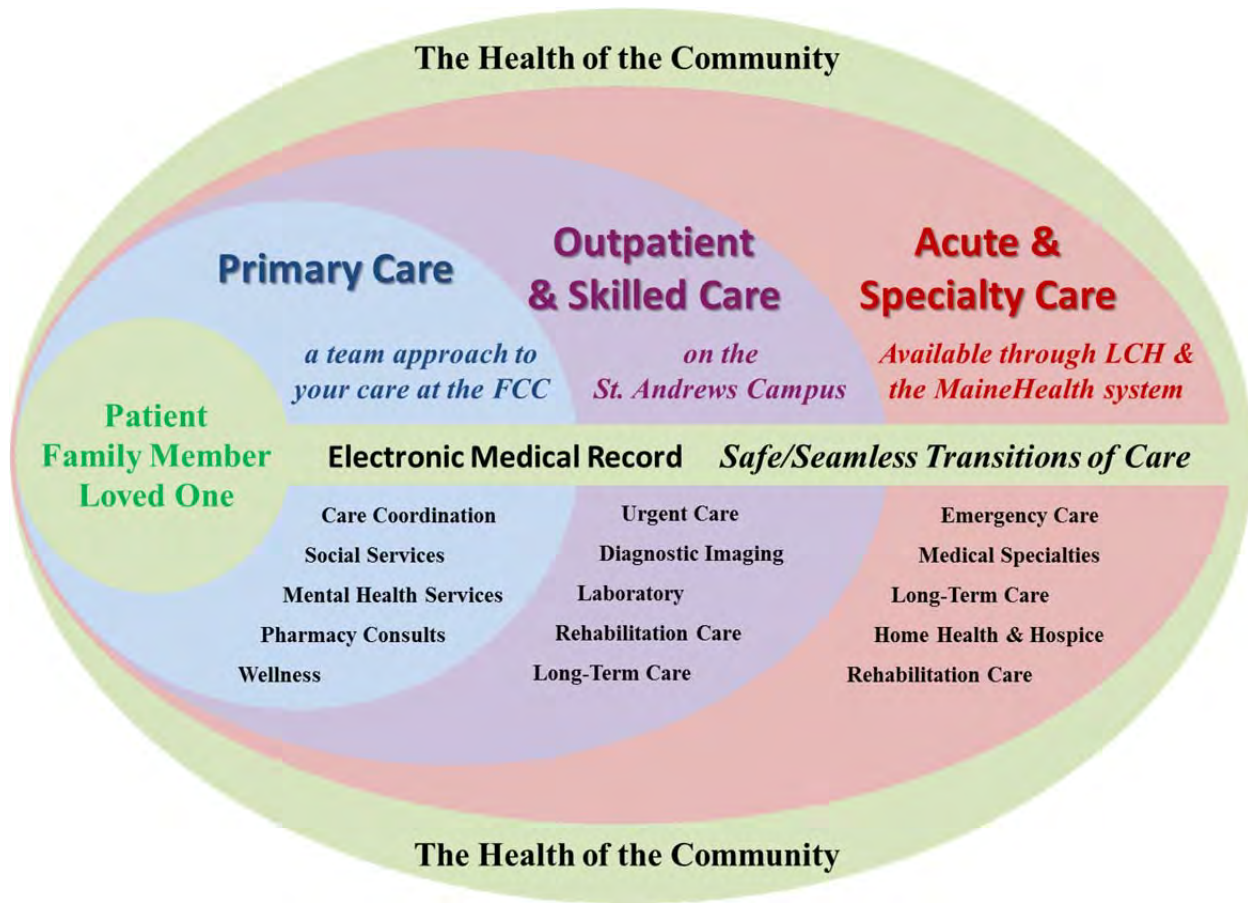 The Health of the Community
Primary Care
a team approach to
your care at the FCC
Outpatient
& Skilled Care
on the
St. Andrews Campus
Acute &
Specialty Care
Available through LCH &
the MaineHealth system
Patient
Family Member
Loved One
Electronic Medical Record
Safe/Seamless Transitions of Care
Care Coordination
Social Services
Mental Health Services
Pharmacy Consults
Wellness
Urgent Care
Diagnostic Imaging
Laboratory
Rehabilitation Care
Long-Term Care
Emergency Care
Medical Specialties
Long-Term Care
Home Health & Hospice
Rehabilitation Care
The Health of the Community